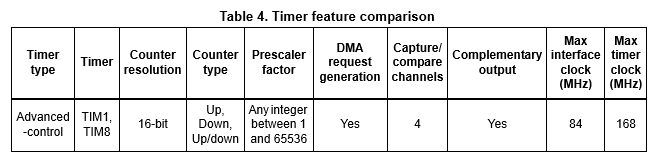 Table 4. Timer feature comparison
Timer type Timer Counter resolution Counter type Prescaler factor DMA request generation Capture/ compare channels Complementary output Max interface clock (MHz) Max timer clock (MHz)
Advanced -control TIM1, TIM8 16-bit Up, Down, Up/down Any integer between 1 and 65536 Yes 4 Yes 84 168